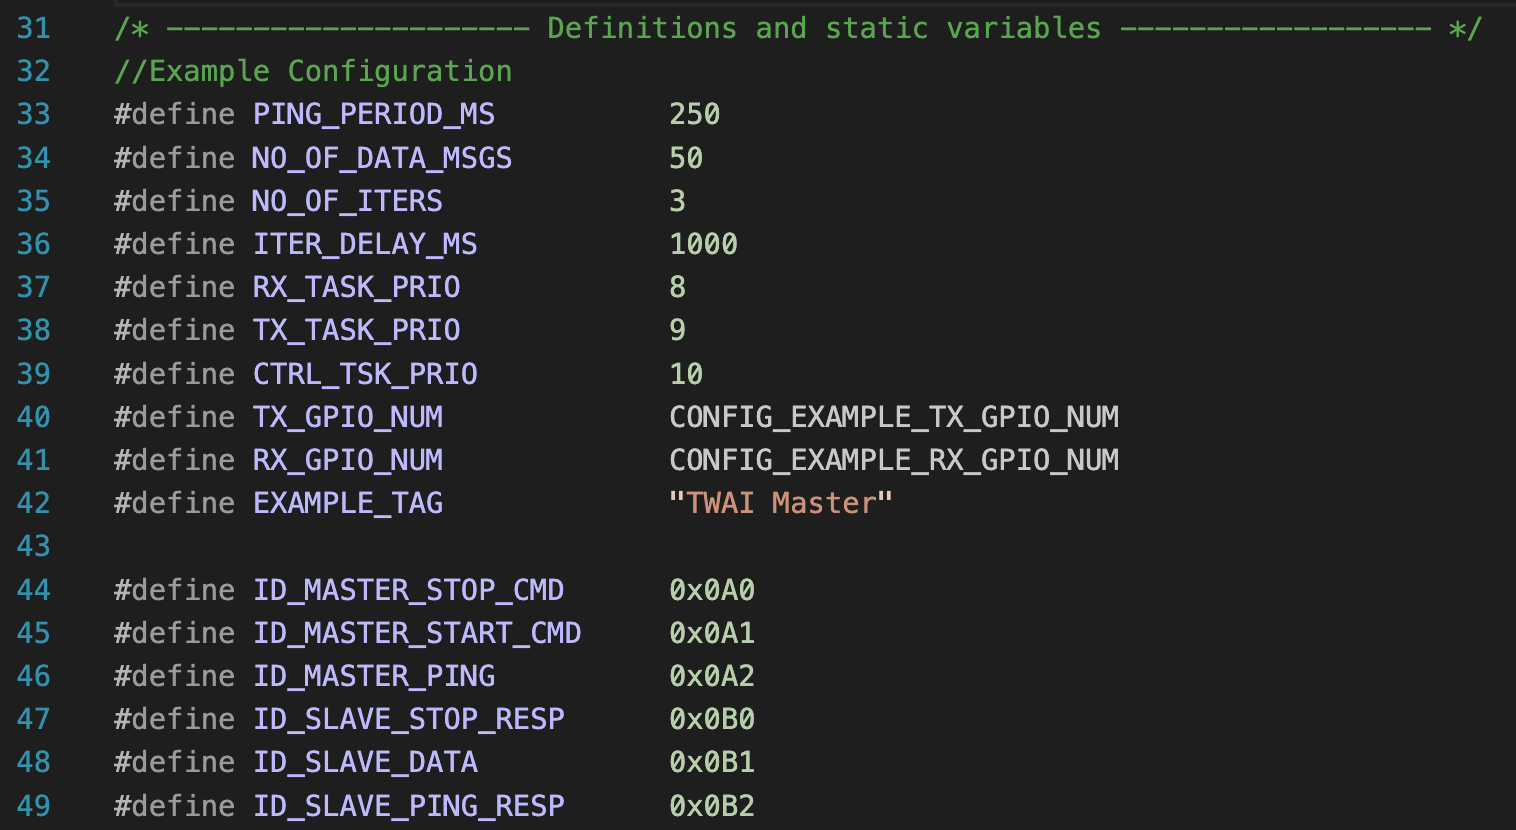 31 /* --------------------- Definitions and static variables ------------------ */
32 //Example Configuration
33 #define PING_PERIOD_MS          250
34 #define NO_OF_DATA_MSGS         50
35 #define NO_OF_ITERS             3
36 #define ITER_DELAY_MS           1000
37 #define RX_TASK_PRIO            8
38 #define TX_TASK_PRIO            9
39 #define CTRL_TSK_PRIO           10
40 #define TX_GPIO_NUM             CONFIG_EXAMPLE_TX_GPIO_NUM
41 #define RX_GPIO_NUM             CONFIG_EXAMPLE_RX_GPIO_NUM
42 #define EXAMPLE_TAG             "TWAI Master"
43
44 #define ID_MASTER_STOP_CMD      0x0A0
45 #define ID_MASTER_START_CMD     0x0A1
46 #define ID_MASTER_PING          0x0A2
47 #define ID_SLAVE_STOP_RESP      0x0B0
48 #define ID_SLAVE_DATA           0x0B1
49 #define ID_SLAVE_PING_RESP      0x0B2